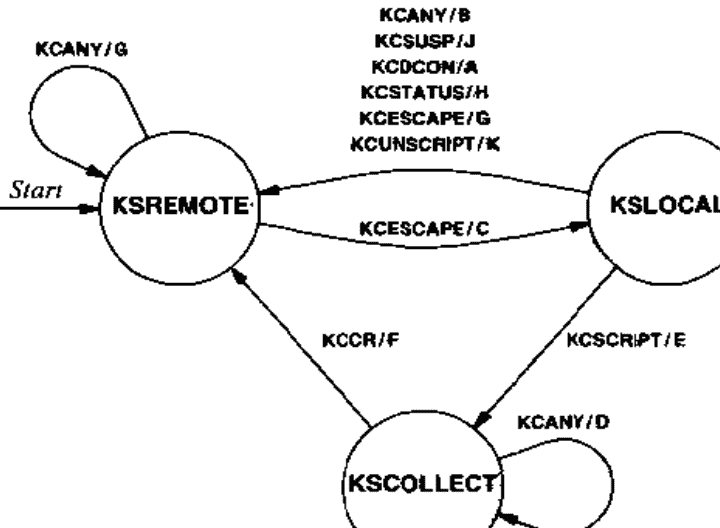 KCANY/B
KCSUSP/J
KCDCON/A
KCSTATUS/H
KCESCAPE/G
KCUNSCRIPT/K
KCANY/G
Start
KSREMOTE
KSLOCAL
KCESCAPE/C
KCCR/F
KCSCRIPT/E
KCANY/D
KSCOLLECT